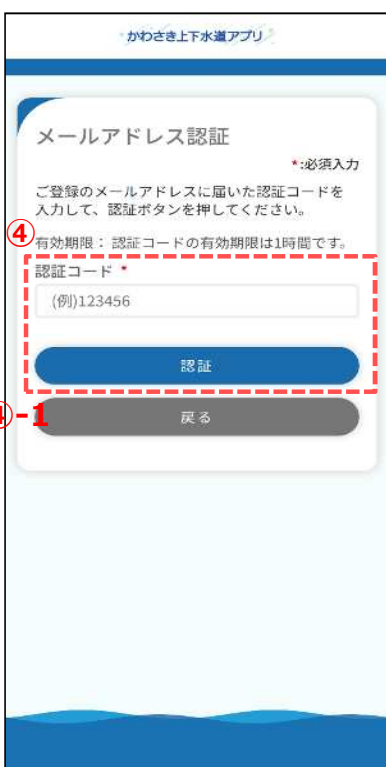 かわさき上下水道アプリ
メールアドレス認証
*:必須入力
ご登録のメールアドレスに届いた認証コードを
入力して、認証ボタンを押してください。
④
有効期限： 認証コードの有効期限は1時間です。
認証コード *
(例)123456
認証
④-1
戻る